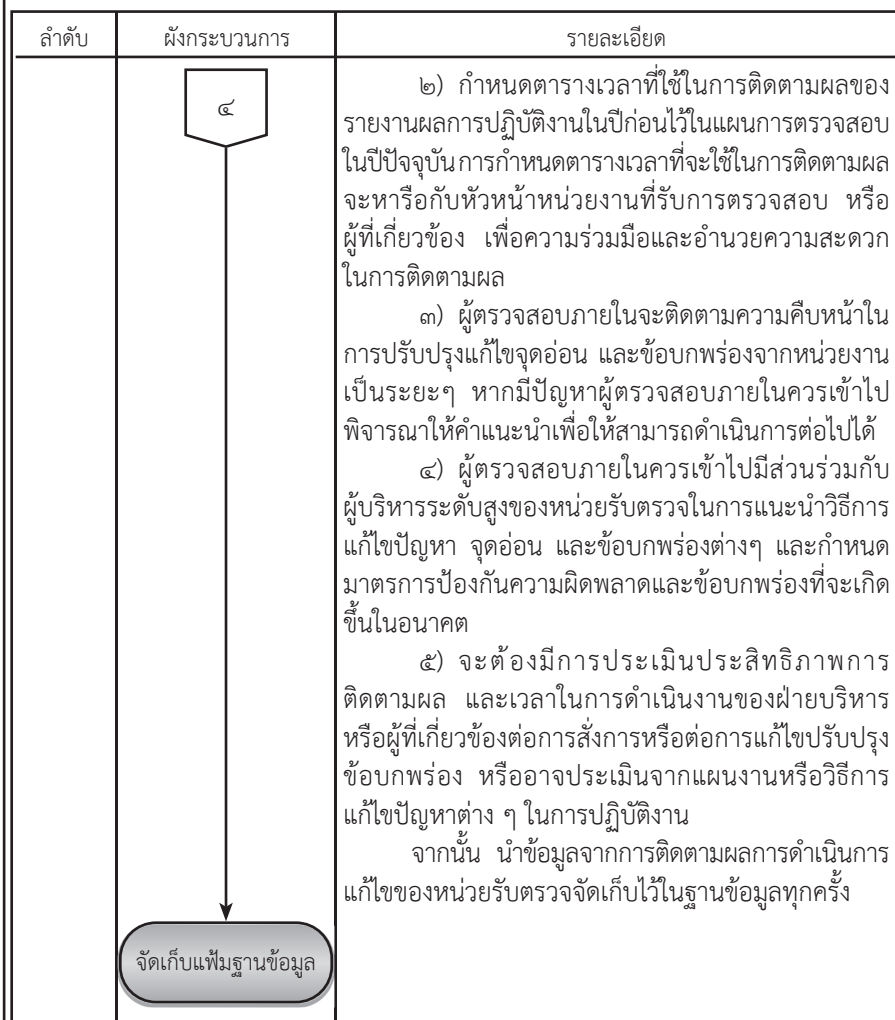 ลำดับ ผังกระบวนการ รายละเอียด
๔
๒) กำหนดตารางเวลาที่ใช้ในการติดตามผลของ
รายงานผลการปฏิบัติงานในปีก่อนไว้ในแผนการตรวจสอบ
ในปีปัจจุบันการกำหนดตารางเวลาที่จะใช้ในการติดตามผล
จะหารือกับหัวหน้าหน่วยงานที่รับการตรวจสอบ หรือ
ผู้ที่เกี่ยวข้อง เพื่อความร่วมมือและอำนวยความสะดวก
ในการติดตามผล
๓) ผู้ตรวจสอบภายในจะติดตามความคืบหน้าใน
การปรับปรุงแก้ไขจุดอ่อน และข้อบกพร่องจากหน่วยงาน
เป็นระยะๆ หากมีปัญหาผู้ตรวจสอบภายในควรเข้าไป
พิจารณาให้คำแนะนำเพื่อให้สามารถดำเนินการต่อไปได้
๔) ผู้ตรวจสอบภายในควรเข้าไปมีส่วนร่วมกับ
ผู้บริหารระดับสูงของหน่วยรับตรวจในการแนะนำวิธีการ
แก้ไขปัญหา จุดอ่อน และข้อบกพร่องต่างๆ และกำหนด
มาตรการป้องกันความผิดพลาดและข้อบกพร่องที่จะเกิด
ขึ้นในอนาคต
๕) จะต้องมีการประเมินประสิทธิภาพการ
ติดตามผล และเวลาในการดำเนินงานของฝ่ายบริหาร
หรือผู้ที่เกี่ยวข้องต่อการสั่งการหรือต่อการแก้ไขปรับปรุง
ข้อบกพร่อง หรืออาจประเมินจากแผนงานหรือวิธีการ
แก้ไขปัญหาต่าง ๆ ในการปฏิบัติงาน
จากนั้น นำข้อมูลจากการติดตามผลการดำเนินการ
แก้ไขของหน่วยรับตรวจจัดเก็บไว้ในฐานข้อมูลทุกครั้ง
จัดเก็บแฟ้มฐานข้อมูล